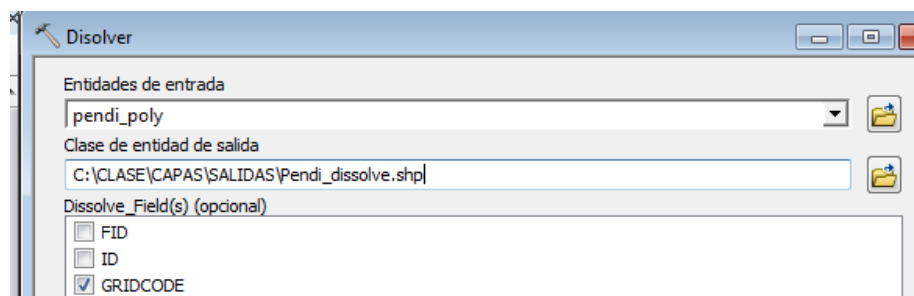 Disolver
Entidades de entrada
pendi_poly
Clase de entidad de salida
C:\CLASE\CAPAS\SALIDAS\Pendi_dissolve.shp
Dissolve_Field(s) (opcional)
FID
ID
GRIDCODE